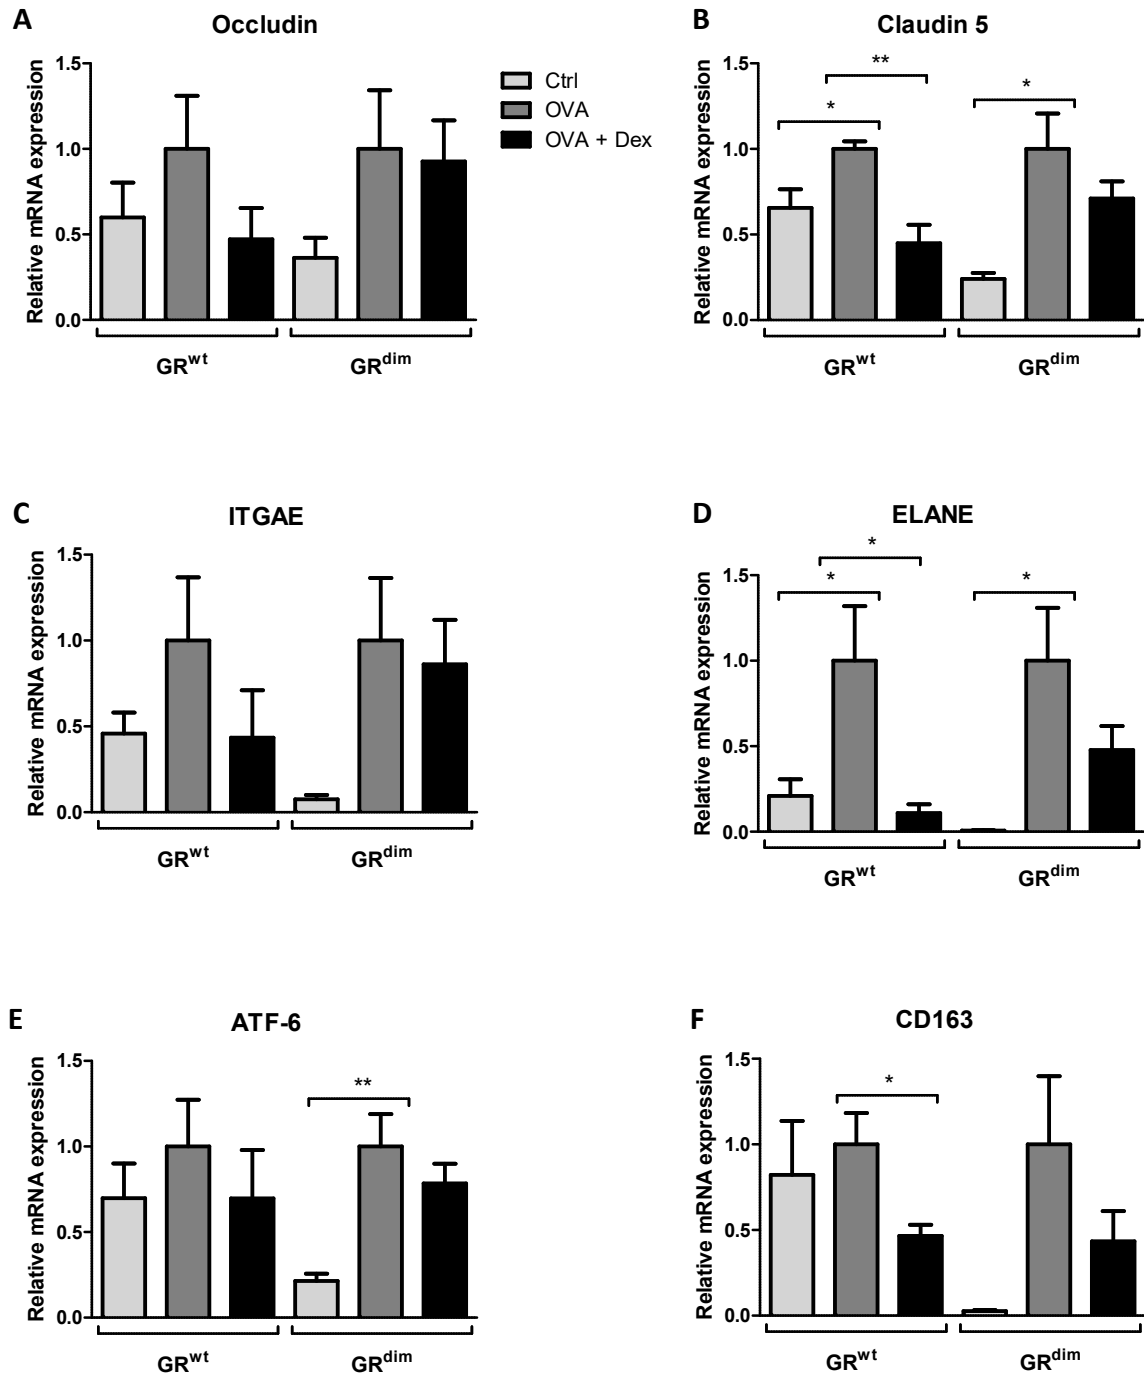 A
Occludin
Relative mRNA expression
1.5
1.0
0.5
0.0
GRwt
GRdim
Ctrl
OVA
OVA + Dex
B
Claudin 5
Relative mRNA expression
1.5
1.0
0.5
0.0
*
**
*
GRwt
GRdim
C
ITGAE
Relative mRNA expression
1.5
1.0
0.5
0.0
GRwt
GRdim
D
ELANE
Relative mRNA expression
1.5
1.0
0.5
0.0
*
*
*
GRwt
GRdim
E
ATF-6
Relative mRNA expression
1.5
1.0
0.5
0.0
**
GRwt
GRdim
F
CD163
Relative mRNA expression
1.5
1.0
0.5
0.0
*
GRwt
GRdim